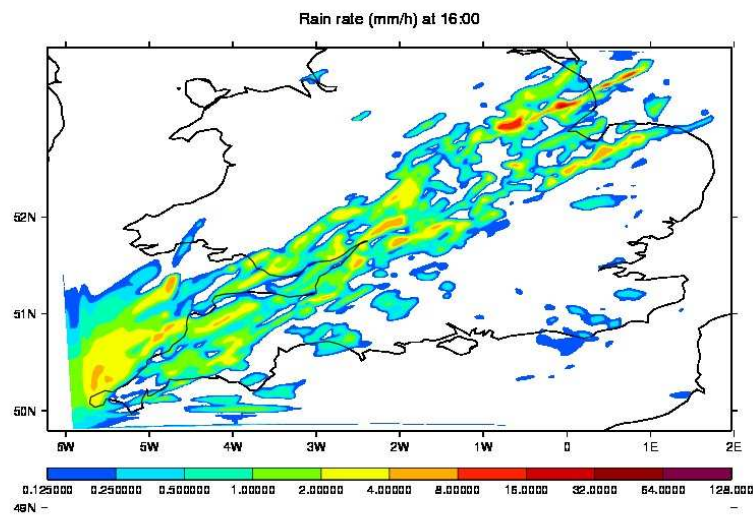 Rain rate (mm/h) at 16:00
52N
51N
50N
6W 5W 4W 3W 2W 1W 0 1E 2E
0.125000 0.250000 0.500000 1.00000 2.00000 4.00000 8.00000 16.0000 32.0000 64.0000 128.000
49N